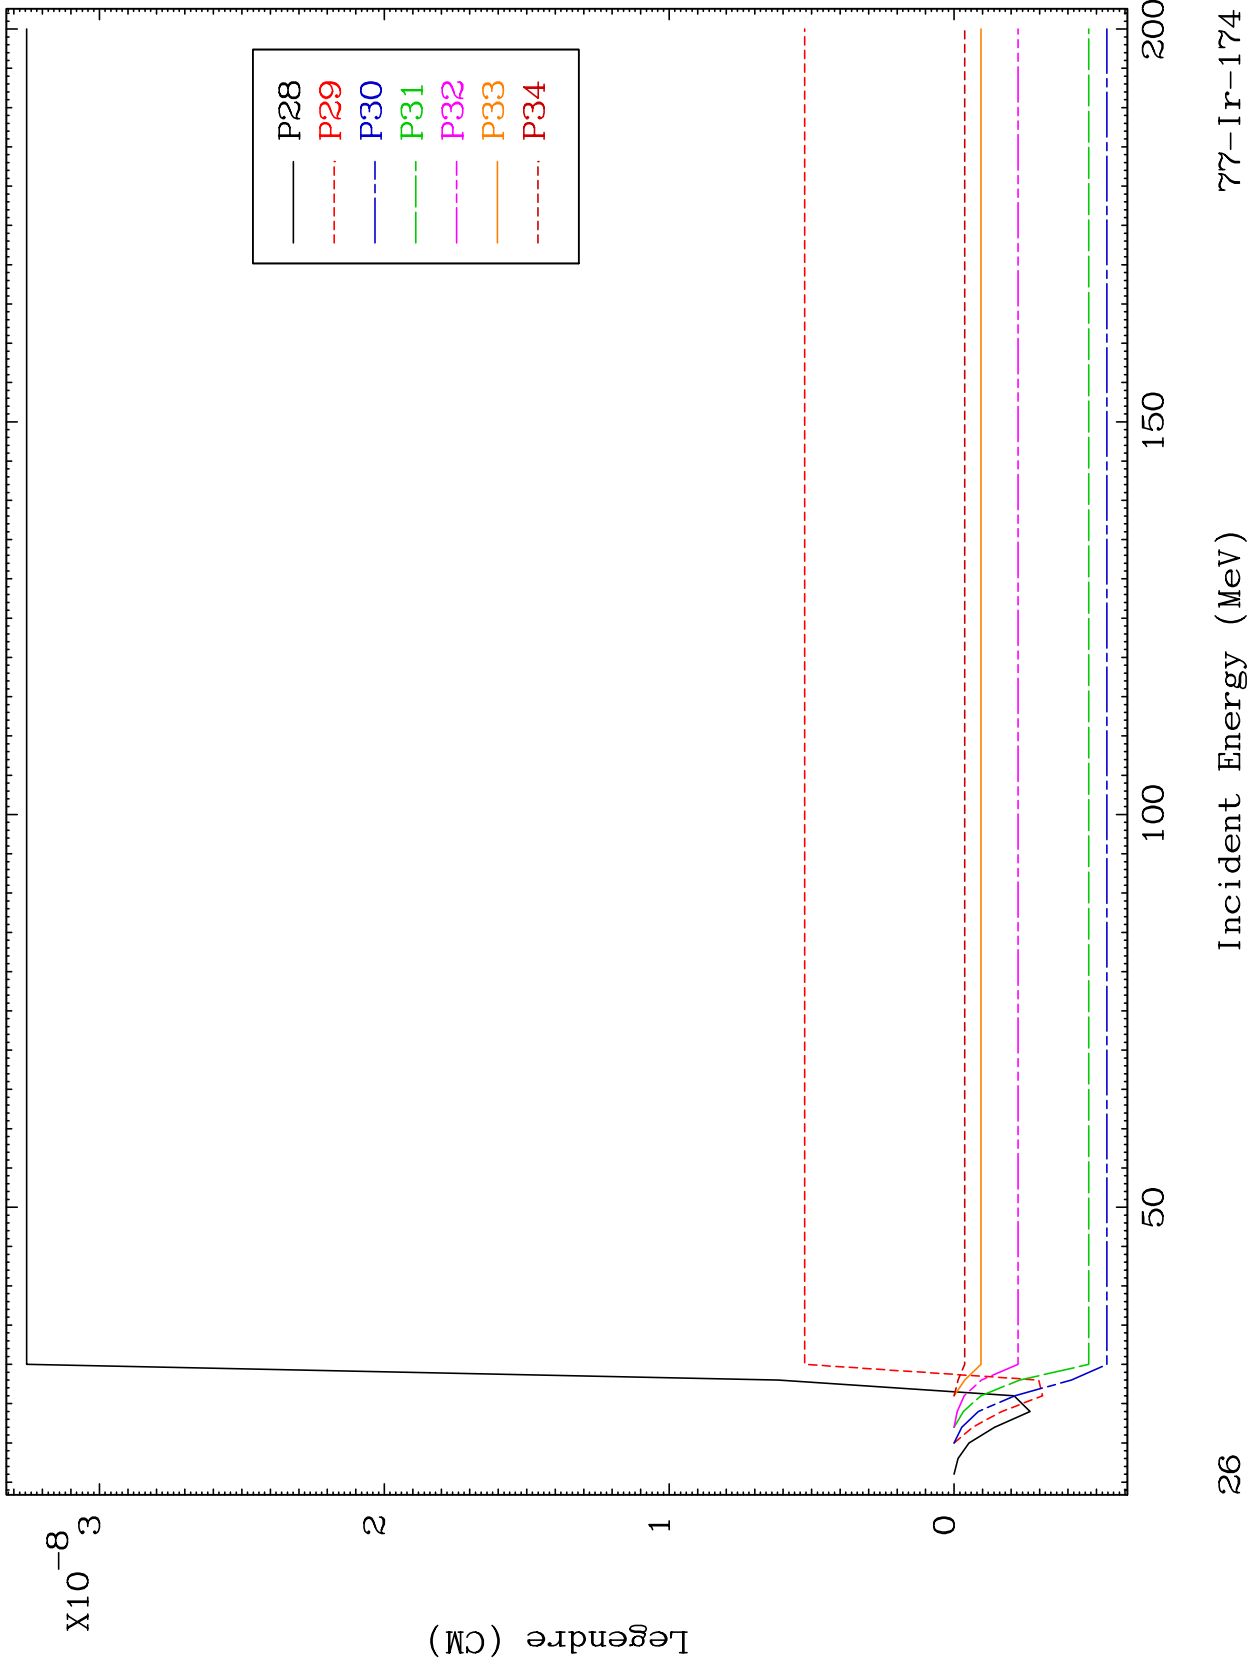 X10-8
3
2
1
0
Legendre (CM)
P28
P29
P30
P31
P32
P33
P34
50
100
150
200
26
Incident Energy (MeV)
77-Ir-174